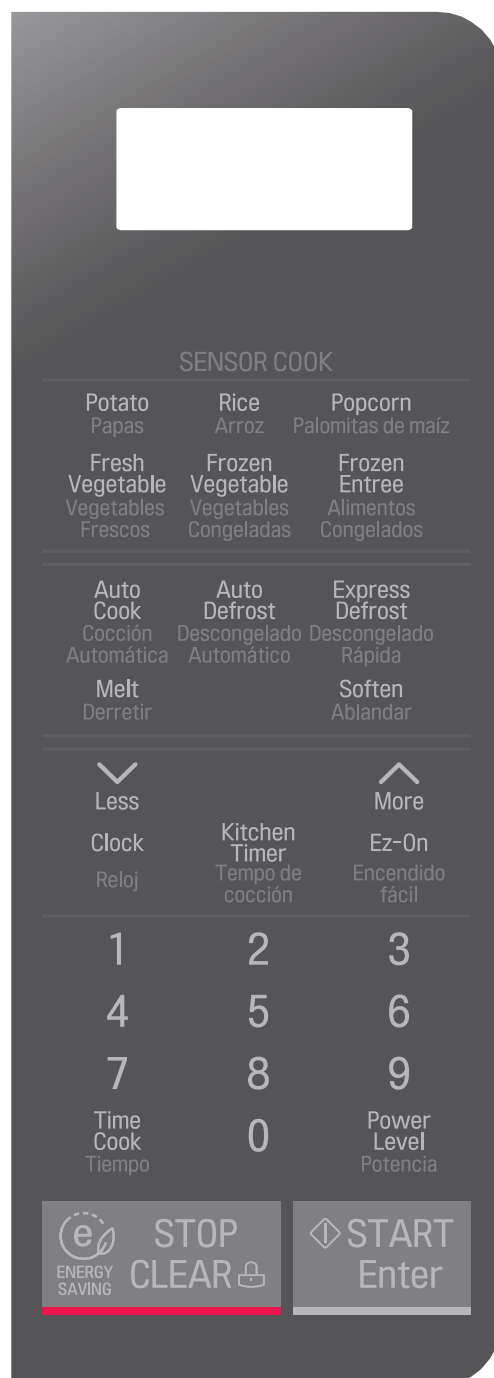 SENSOR COOK
Potato Rice Popcorn
Papas Arroz Palomitas de maíz
Fresh Frozen Frozen
Vegetable Vegetable Entree
Vegetables Vegetables Alimentos
Frescos Congeladas Congelados
Auto Auto Express
Cook Defrost Defrost
Cocción Descongelado Descongelado
Automática Automático Rápida
Melt Soften
Derretir Ablandar
Less More
Clock Kitchen Timer Ez-On
Reloj Tempo de cocción Encendido fácil
1 2 3
4 5 6
7 8 9
Time Cook 0 Power Level
Tiempo Potencia
e
ENERGY SAVING
STOP
CLEAR
START
Enter